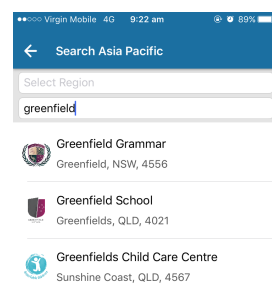 Virgin Mobile 4G 9:22 am 89%
Search Asia Pacific
Select Region
greenfield
Greenfield Grammar
Greenfield, NSW, 4556
Greenfield School
Greenfields, QLD, 4021
Greenfields Child Care Centre
Sunshine Coast, QLD, 4567